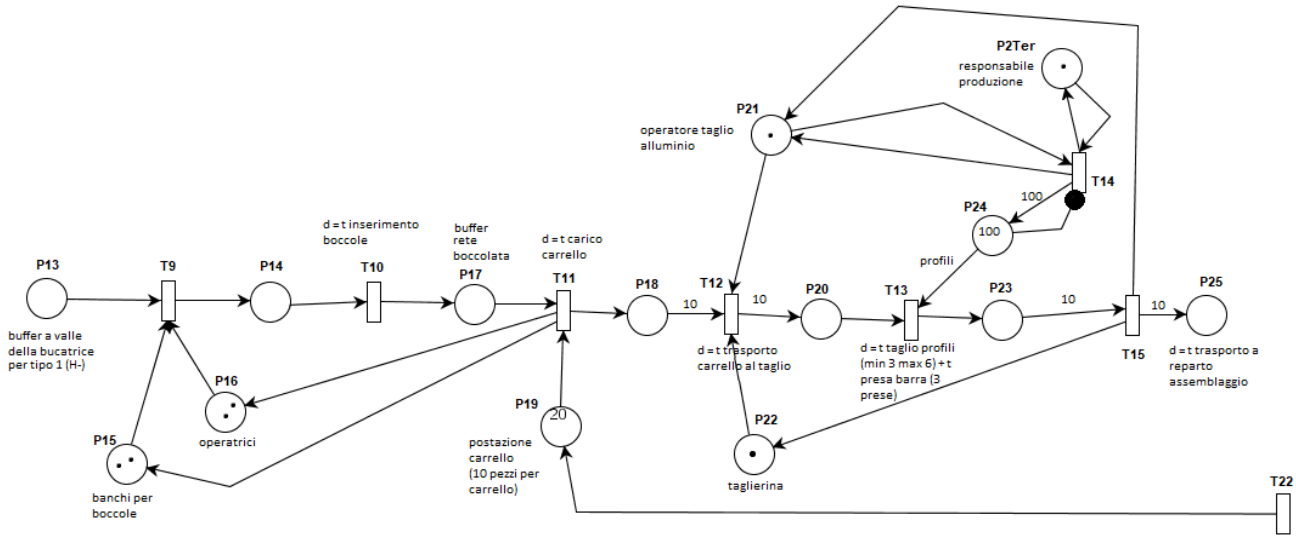 P2Ter
responsabile
produzione
P21
operatore taglio
alluminio
T14
100
P24
100
profili
d = t inserimento
boccole
buffer
rete
boccolata
d = t carico
carrello
P13
T9
P14
T10
P17
T11
P18
10
T12
10
P20
T13
P23
10
10
P25
T15
buffer a valle
della bucatrice
per tipo 1 (H-)
d = t trasporto
carrello al taglio
d = t taglio profili
(min 3 max 6) + t
presa barra (3
prese)
d = t trasporto a
reparto
assemblaggio
P16
operatrici
P15
banchi per
boccole
P19
20
postazione
carrello
(10 pezzi per
carrello)
P22
taglierina
T22